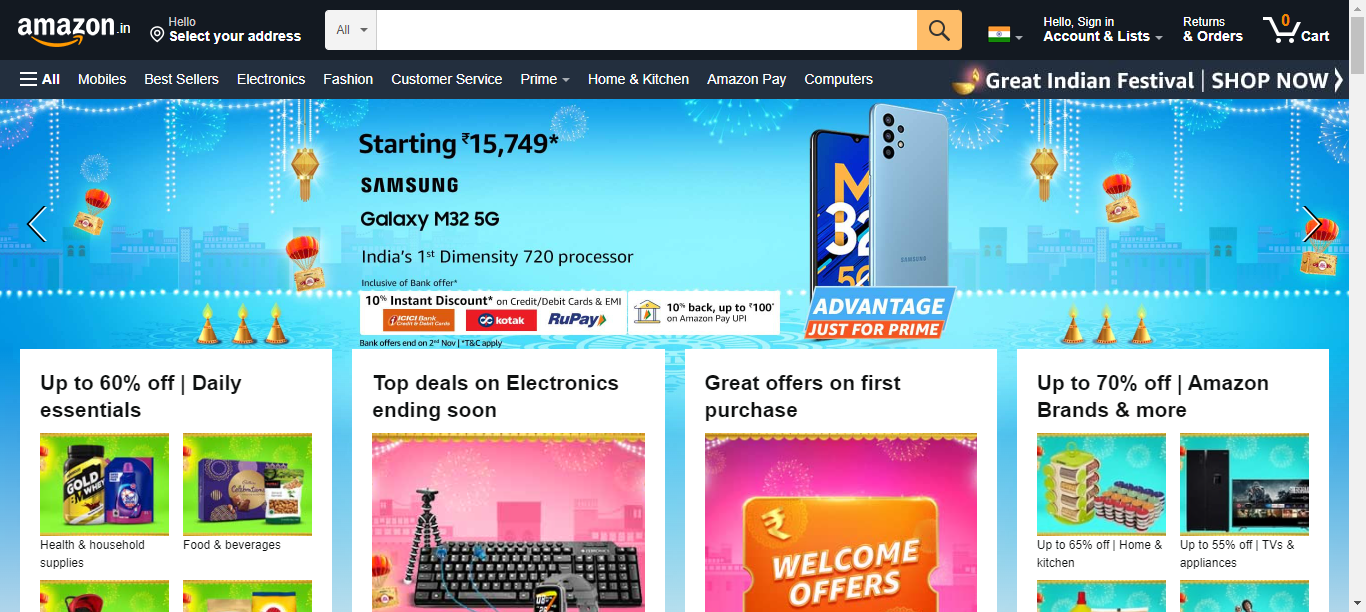 amazon.in
Hello
Select your address
All
Hello, Sign in
Account & Lists
Returns
& Orders
0
Cart
All
Mobiles
Best Sellers
Electronics
Fashion
Customer Service
Prime
Home & Kitchen
Amazon Pay
Computers
Great Indian Festival | SHOP NOW
Starting ₹15,749*
SAMSUNG
Galaxy M32 5G
India's 1st Dimensity 720 processor
Inclusive of Bank offer*
10% Instant Discount* on Credit/Debit Cards & EMI
ICICI Bank
Credit & Debit Cards
kotak
RuPay
10% back, up to ₹100*
on Amazon Pay UPI
Bank offers end on 2nd Nov | *T&C apply
M
32
5G
SAMSUNG
ADVANTAGE
JUST FOR PRIME
Up to 60% off | Daily
essentials
GOLD
WHEY
Celebrations
Health & household
supplies
Food & beverages
Top deals on Electronics
ending soon
Great offers on first
purchase
WELCOME
OFFERS
Up to 70% off | Amazon
Brands & more
Up to 65% off | Home &
kitchen
Up to 55% off | TVs &
appliances